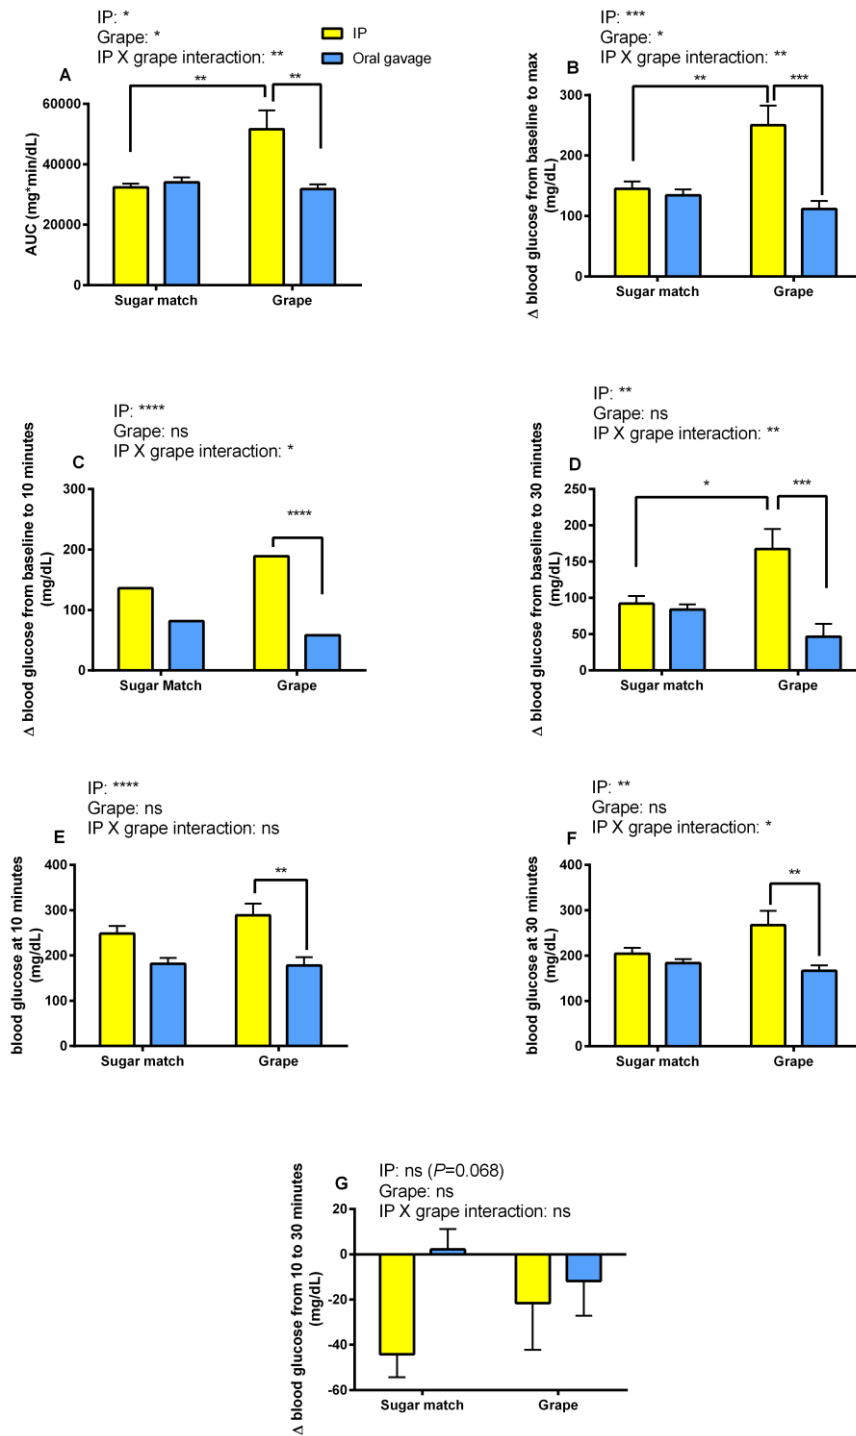 IP: *
Grape: *
IP X grape interaction: **
IP
Oral gavage
A
**
**
AUC (mg*min/dL)
60000
40000
20000
0
Sugar match
Grape
IP: ***
Grape: *
IP X grape interaction: **
B
**
***
Δ blood glucose from baseline to max
(mg/dL)
300
200
100
0
Sugar match
Grape
IP: ****
Grape: ns
IP X grape interaction: *
C
****
Δ blood glucose from baseline to 10 minutes
(mg/dL)
300
200
100
0
Sugar Match
Grape
IP: **
Grape: ns
IP X grape interaction: **
D
*
***
Δ blood glucose from baseline to 30 minutes
(mg/dL)
250
200
150
100
50
0
Sugar match
Grape
IP: ****
Grape: ns
IP X grape interaction: ns
E
**
blood glucose at 10 minutes
(mg/dL)
400
300
200
100
0
Sugar match
Grape
IP: **
Grape: ns
IP X grape interaction: *
F
**
blood glucose at 30 minutes
(mg/dL)
400
300
200
100
0
Sugar match
Grape
IP: ns (P=0.068)
Grape: ns
IP X grape interaction: ns
G
Δ blood glucose from 10 to 30 minutes
(mg/dL)
20
0
-20
-40
-60
Sugar match
Grape